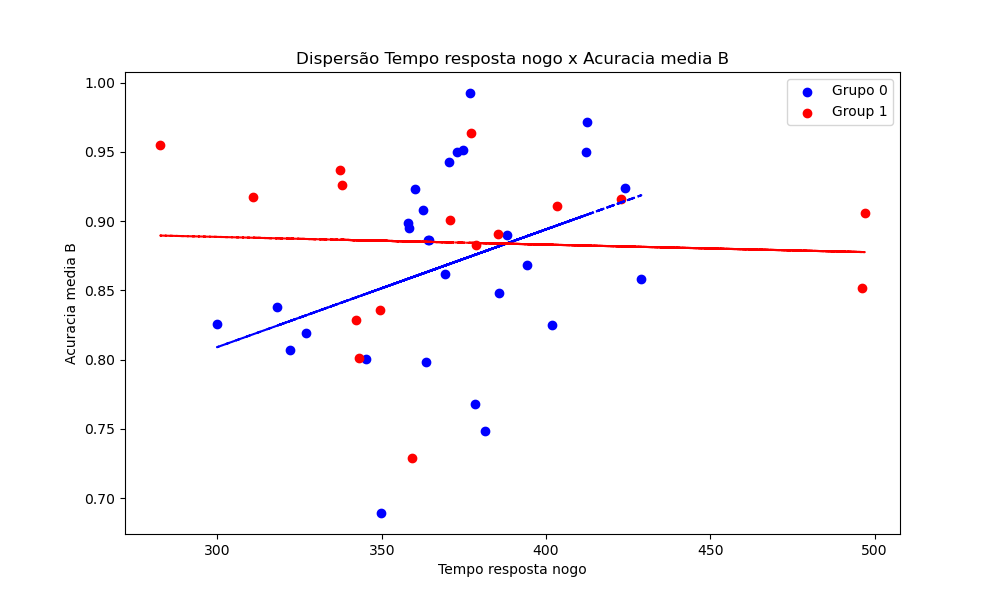 Dispersão Tempo resposta nogo x Acuracia media B
Grupo 0
Group 1
1.00
0.95
0.90
0.85
0.80
0.75
0.70
Acuracia media B
300
350
400
450
500
Tempo resposta nogo